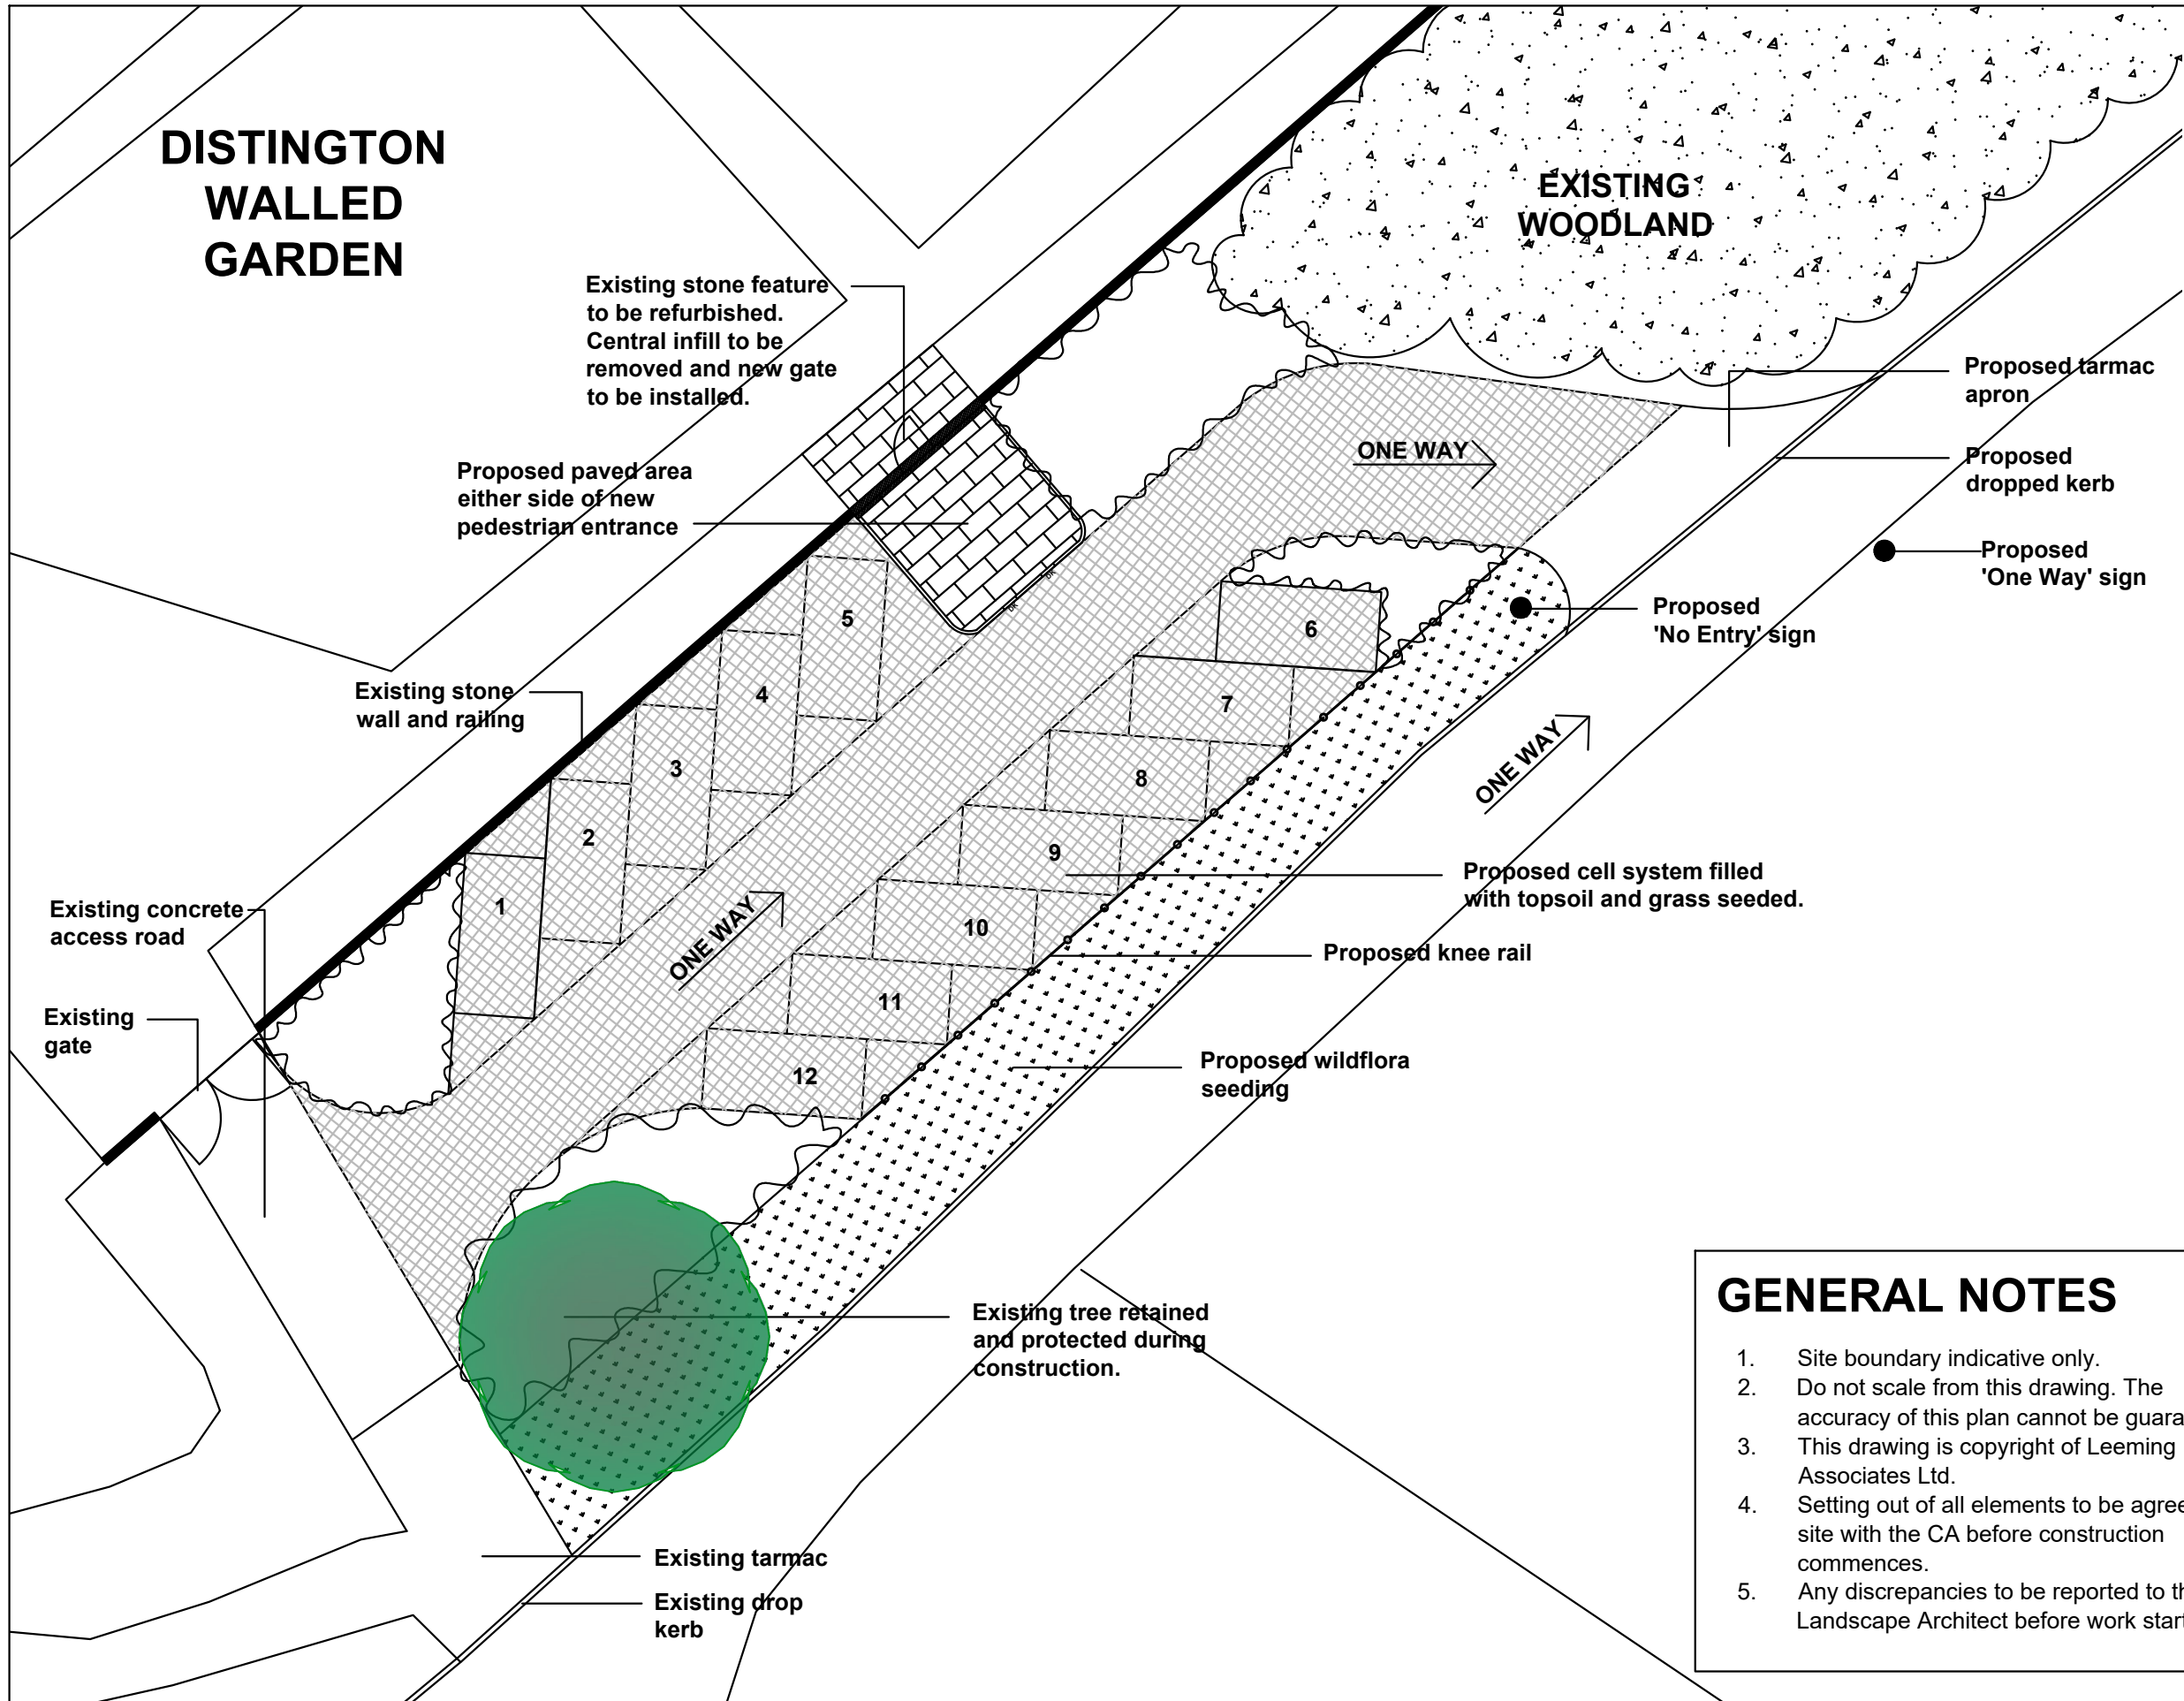 DISTINGTON
WALLED
GARDEN
EXISTING
WOODLAND
Existing stone feature
to be refurbished.
Central infill to be
removed and new gate
to be installed.
Proposed tarmac
apron
ONE WAY
Proposed
dropped kerb
Proposed paved area
either side of new
pedestrian entrance
Proposed
'One Way' sign
DK
DK
Proposed
'No Entry' sign
5
6
4
7
Existing stone
wall and railing
3
8
ONE WAY
2
9
Proposed cell system filled
with topsoil and grass seeded.
1
10
Existing concrete
access road
ONE WAY
Proposed knee rail
11
Existing
gate
12
Proposed wildflora
seeding
Existing tree retained
and protected during
construction.
Existing tarmac
Existing drop
kerb
GENERAL NOTES
1. Site boundary indicative only.
2. Do not scale from this drawing. The
accuracy of this plan cannot be guara
3. This drawing is copyright of Leeming
Associates Ltd.
4. Setting out of all elements to be agree
site with the CA before construction
commences.
5. Any discrepancies to be reported to th
Landscape Architect before work start